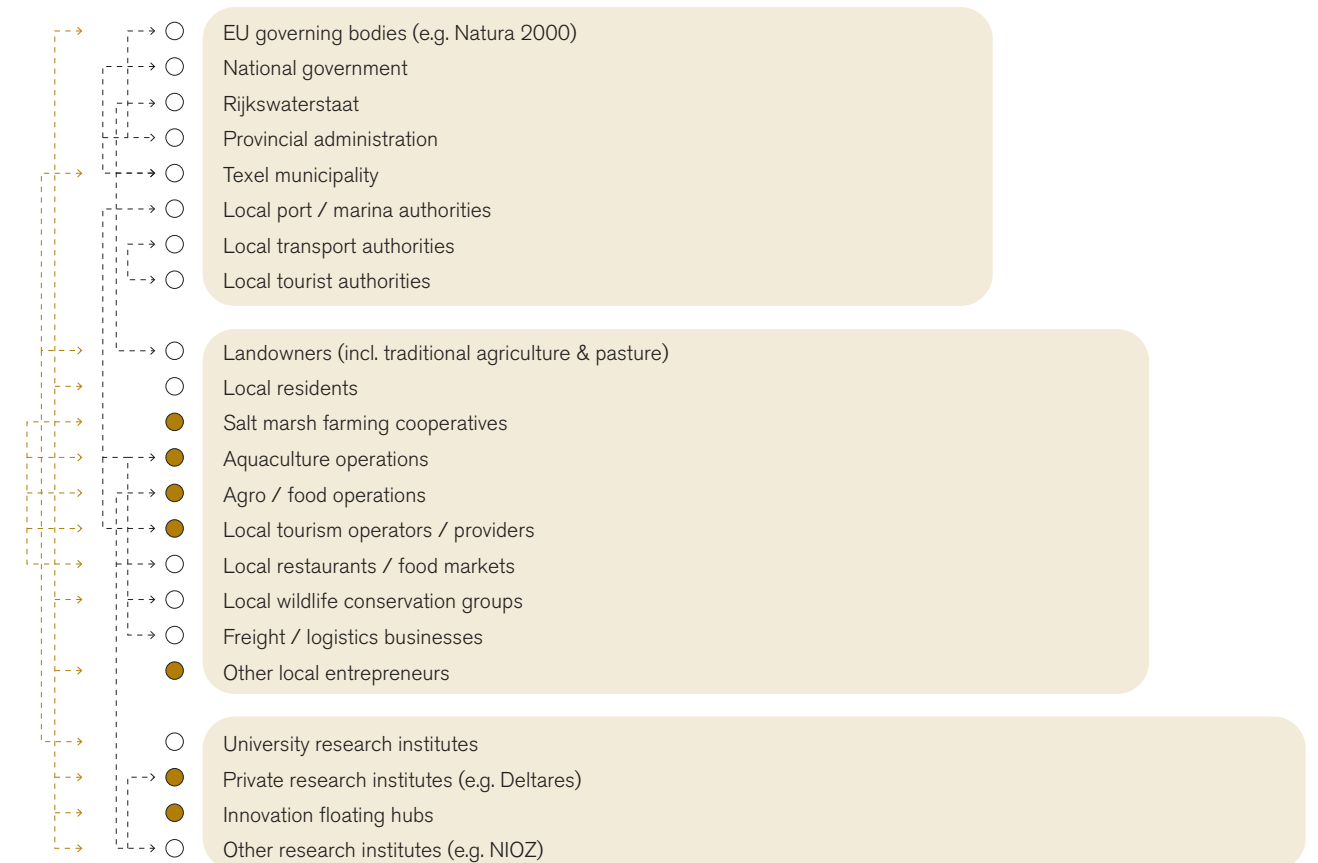 EU governing bodies (e.g. Natura 2000)
National government
Rijkswaterstaat
Provincial administration
Texel municipality
Local port / marina authorities
Local transport authorities
Local tourist authorities
Landowners (incl. traditional agriculture & pasture)
Local residents
Salt marsh farming cooperatives
Aquaculture operations
Agro / food operations
Local tourism operators / providers
Local restaurants / food markets
Local wildlife conservation groups
Freight / logistics businesses
Other local entrepreneurs
University research institutes
Private research institutes (e.g. Deltares)
Innovation floating hubs
Other research institutes (e.g. NIOZ)